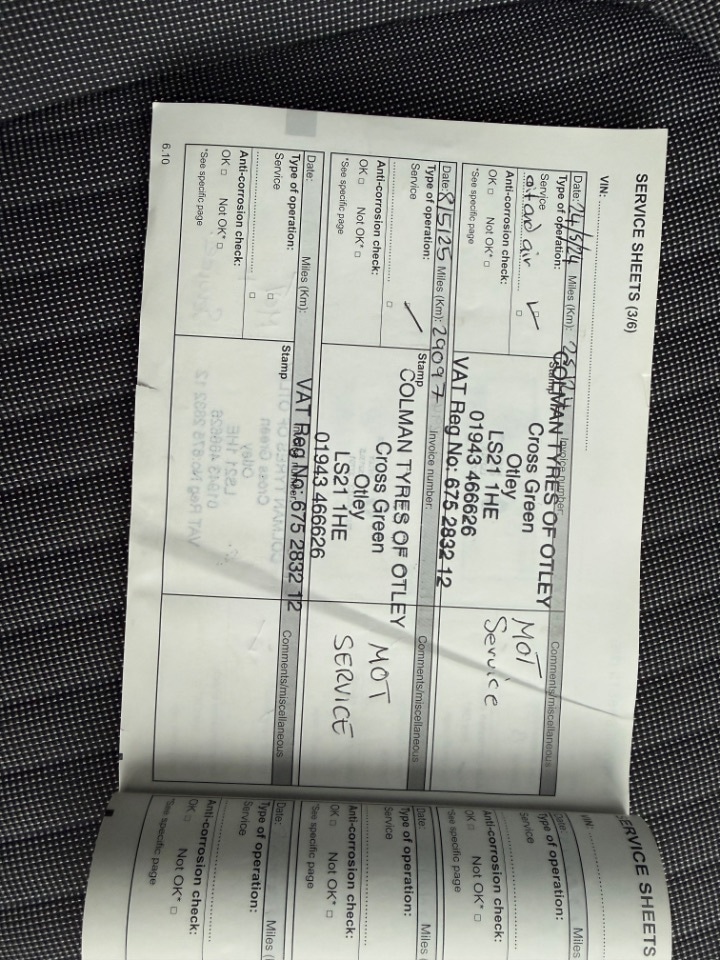 SERVICE SHEETS (3/6)
VIN:
Date: Miles (Km): Invoice number: Comments/miscellaneous
Type of operation: Stamp
Service
oil and air ✓
Anti-corrosion check:
OK □ Not OK* □
*See specific page
COLMAN TYRES OF OTLEY
Cross Green
Otley
LS21 1HE
01943 466626
VAT Reg No: 675 2832 12
MOT
Service
Date: 8/5/25 Miles (Km): 29097 Invoice number: Comments/miscellaneous
Type of operation: Stamp
Service ✓
Anti-corrosion check:
OK □ Not OK* □
*See specific page
COLMAN TYRES OF OTLEY
Cross Green
Otley
LS21 1HE
01943 466626
VAT Reg No: 675 2832 12
MOT
SERVICE
Date: Miles (Km): Comments/miscellaneous
Type of operation: Stamp
Service □
□
Anti-corrosion check:
OK □ Not OK* □
*See specific page
6.10
ERVICE SHEETS
VIN:
Date: Miles
Type of operation:
Service
Anti-corrosion check:
OK □ Not OK* □
*See specific page
Date: Miles
Type of operation:
Service
Anti-corrosion check:
OK □ Not OK* □
*See specific page
Date: Miles (
Type of operation:
Service
Anti-corrosion check:
OK □ Not OK* □
*See specific page